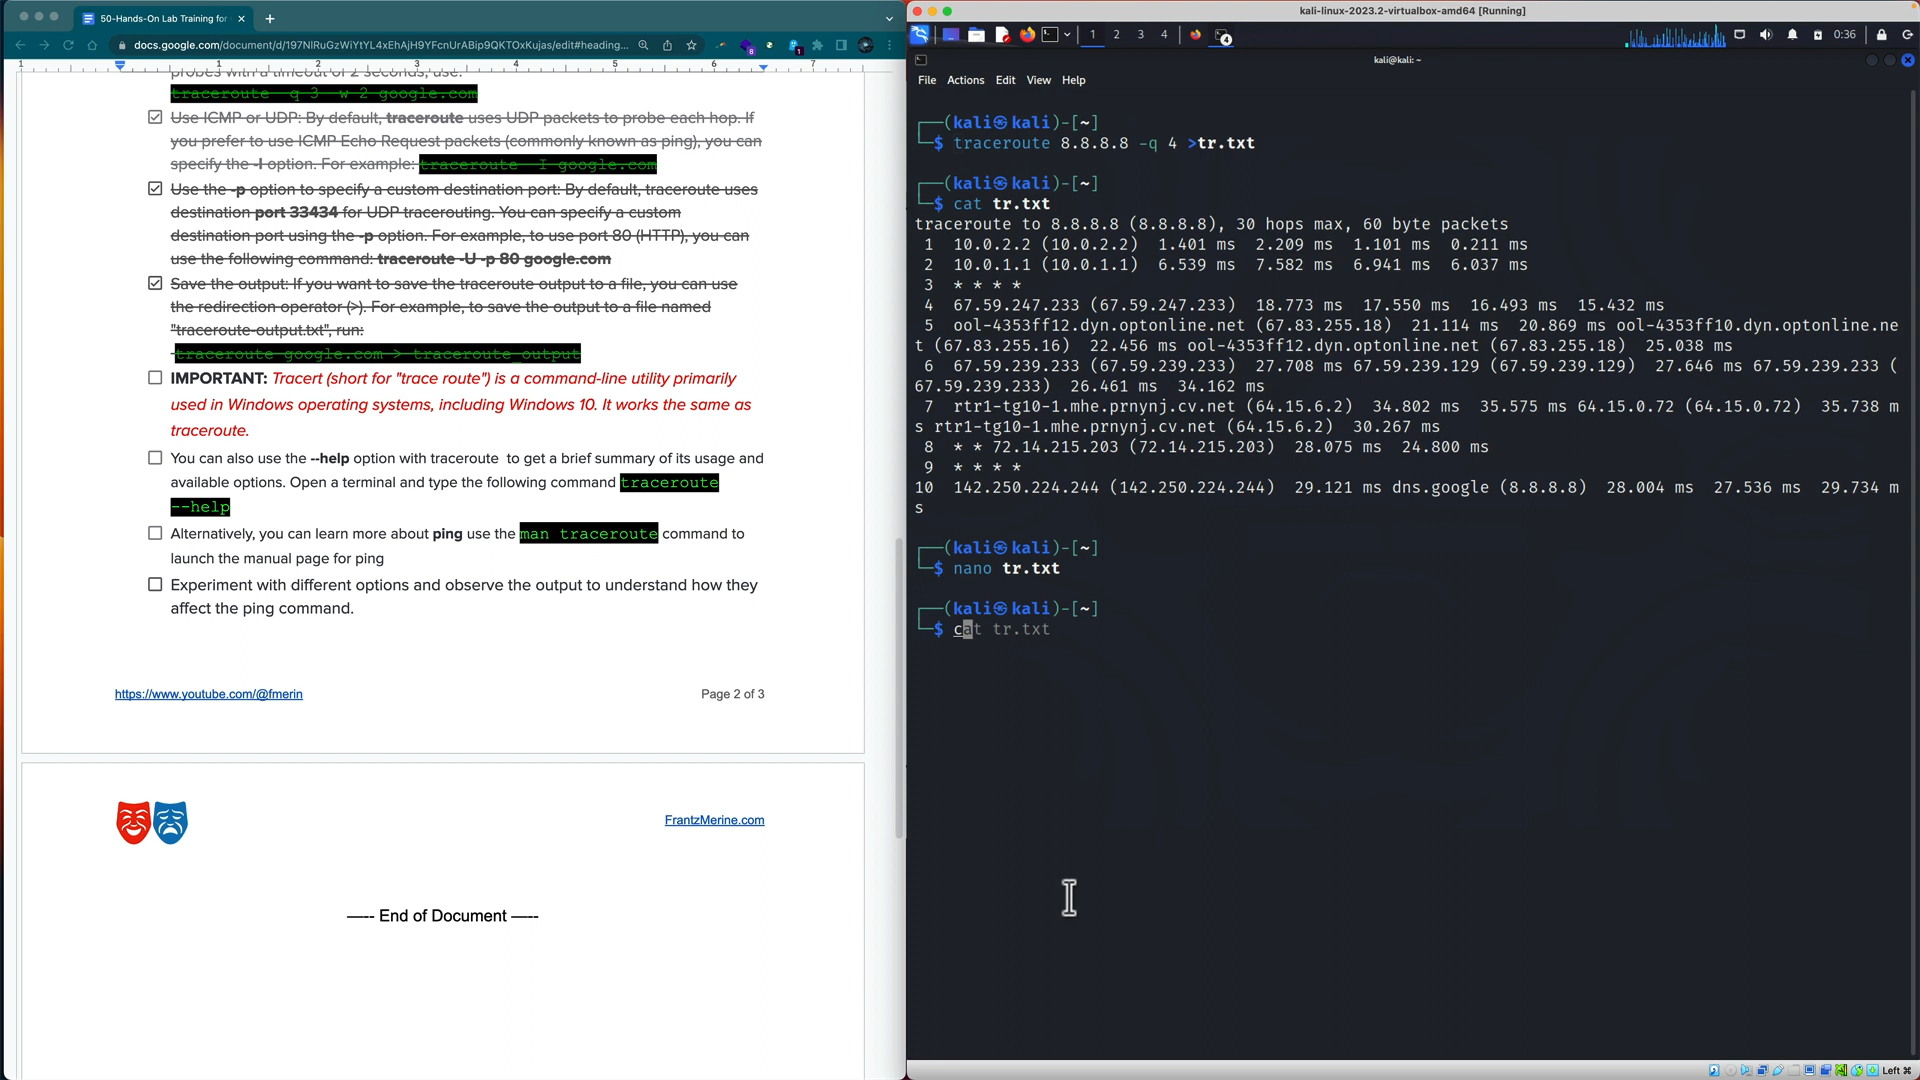 50-Hands-On Lab Training for
docs.google.com/document/d/197NlRuGzWiYtYL4xEhAjH9YFcnUrABip9QKTOxKujas/edit#heading...
1 1 2 3 4 5 6 7
probes with a timeout of 2 seconds, use:
traceroute -q 3 -w 2 google.com
Use ICMP or UDP: By default, traceroute uses UDP packets to probe each hop. If
you prefer to use ICMP Echo Request packets (commonly known as ping), you can
specify the -I option. For example: traceroute -I google.com
Use the -p option to specify a custom destination port: By default, traceroute uses
destination port 33434 for UDP tracerouting. You can specify a custom
destination port using the -p option. For example, to use port 80 (HTTP), you can
use the following command: traceroute -U -p 80 google.com
Save the output: If you want to save the traceroute output to a file, you can use
the redirection operator (>). For example, to save the output to a file named
"traceroute-output.txt", run:
traceroute google.com > traceroute_output
IMPORTANT: Tracert (short for "trace route") is a command-line utility primarily
used in Windows operating systems, including Windows 10. It works the same as
traceroute.
You can also use the --help option with traceroute to get a brief summary of its usage and
available options. Open a terminal and type the following command traceroute
--help
Alternatively, you can learn more about ping use the man traceroute command to
launch the manual page for ping
Experiment with different options and observe the output to understand how they
affect the ping command.
https://www.youtube.com/@fmerin Page 2 of 3
FrantzMerine.com
—-- End of Document —--
kali-linux-2023.2-virtualbox-amd64 [Running]
1 2 3 4 4 0:36
kali@kali: ~
File Actions Edit View Help
┌──(kali㉿kali)-[~]
└─$ traceroute 8.8.8.8 -q 4 >tr.txt
┌──(kali㉿kali)-[~]
└─$ cat tr.txt
traceroute to 8.8.8.8 (8.8.8.8), 30 hops max, 60 byte packets
1 10.0.2.2 (10.0.2.2) 1.401 ms 2.209 ms 1.101 ms 0.211 ms
2 10.0.1.1 (10.0.1.1) 6.539 ms 7.582 ms 6.941 ms 6.037 ms
3 * * * *
4 67.59.247.233 (67.59.247.233) 18.773 ms 17.550 ms 16.493 ms 15.432 ms
5 ool-4353ff12.dyn.optonline.net (67.83.255.18) 21.114 ms 20.869 ms ool-4353ff10.dyn.optonline.ne
t (67.83.255.16) 22.456 ms ool-4353ff12.dyn.optonline.net (67.83.255.18) 25.038 ms
6 67.59.239.233 (67.59.239.233) 27.708 ms 67.59.239.129 (67.59.239.129) 27.646 ms 67.59.239.233 (
67.59.239.233) 26.461 ms 34.162 ms
7 rtr1-tg10-1.mhe.prnynj.cv.net (64.15.6.2) 34.802 ms 35.575 ms 64.15.0.72 (64.15.0.72) 35.738 m
s rtr1-tg10-1.mhe.prnynj.cv.net (64.15.6.2) 30.267 ms
8 * * 72.14.215.203 (72.14.215.203) 28.075 ms 24.800 ms
9 * * * *
10 142.250.224.244 (142.250.224.244) 29.121 ms dns.google (8.8.8.8) 28.004 ms 27.536 ms 29.734 m
s
┌──(kali㉿kali)-[~]
└─$ nano tr.txt
┌──(kali㉿kali)-[~]
└─$ cat tr.txt
Left ⌘